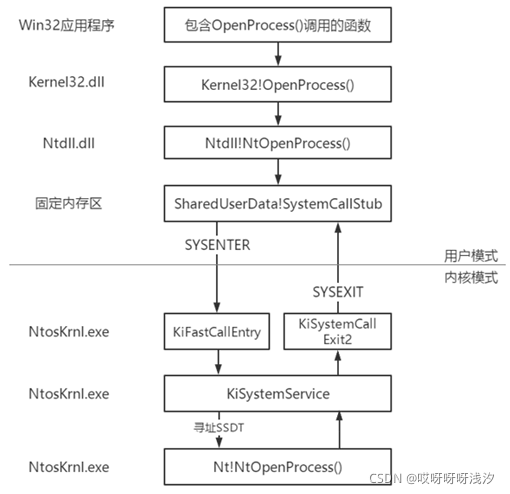 Win32应用程序 包含OpenProcess()调用的函数
Kernel32.dll Kernel32!OpenProcess()
Ntdll.dll Ntdll!NtOpenProcess()
固定内存区 SharedUserData!SystemCallStub
SYSENTER
用户模式
内核模式
SYSEXIT
NtosKrnl.exe KiFastCallEntry KiSystemCall
Exit2
NtosKrnl.exe KiSystemService
寻址SSDT
NtosKrnl.exe Nt!NtOpenProcess()
CSDN @哎呀呀呀浅汐